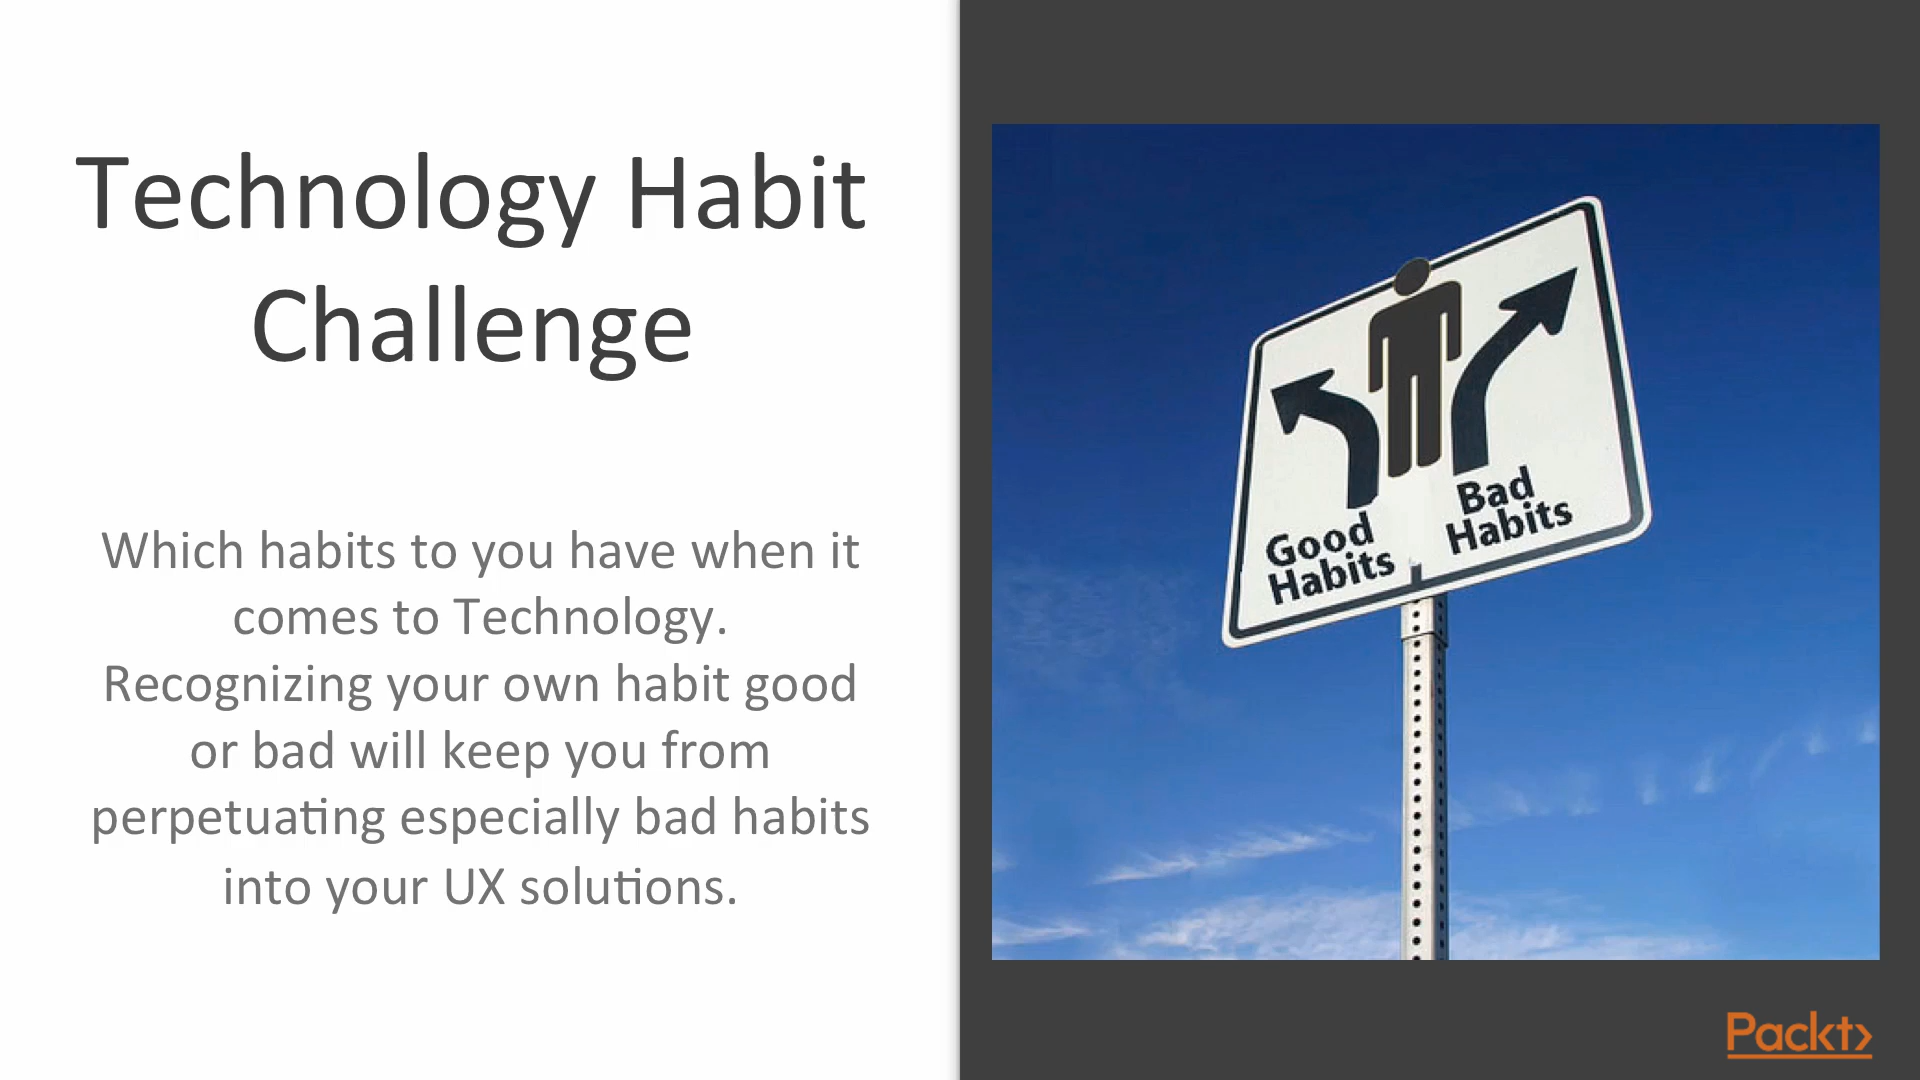 Technology Habit
Challenge
Which habits to you have when it
comes to Technology.
Recognizing your own habit good
or bad will keep you from
perpetuating especially bad habits
into your UX solutions.
Good
Habits
Bad
Habits
Packt>